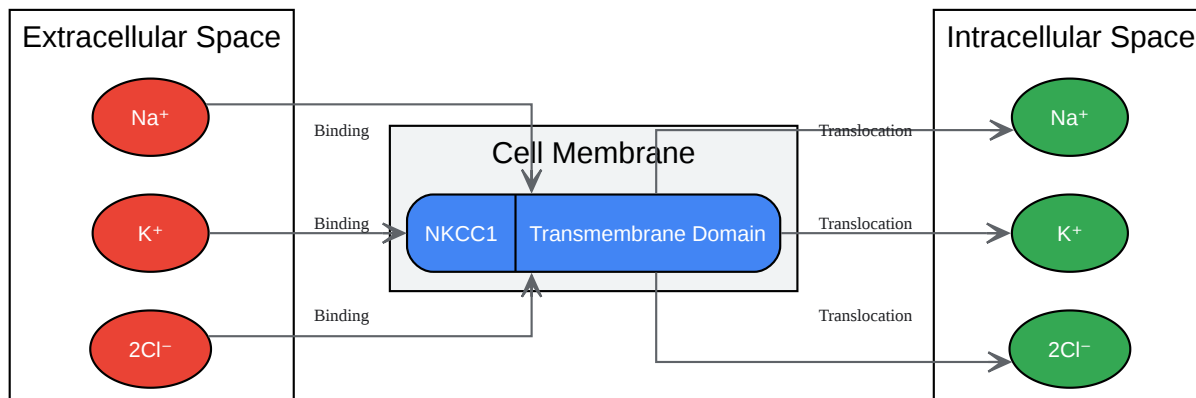 Extracellular Space
Na⁺
K⁺
2Cl⁻
Binding
Binding
Binding
Cell Membrane
NKCC1
Transmembrane Domain
Translocation
Translocation
Translocation
Intracellular Space
Na⁺
K⁺
2Cl⁻